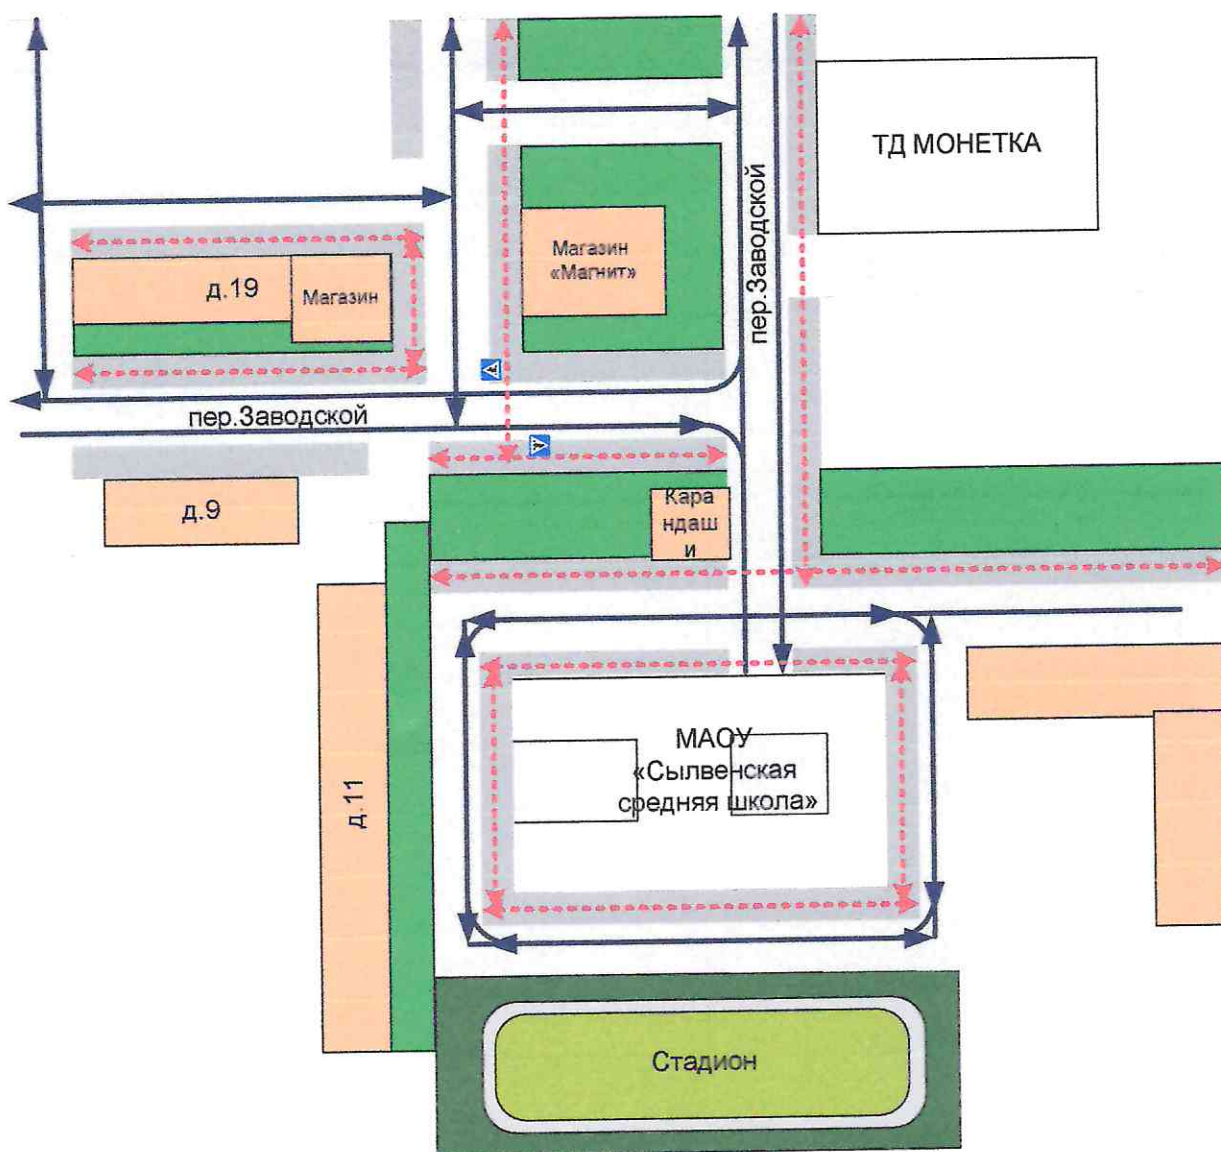 ТД МОНЕТКА
пер.Заводской
Магазин
«Магнит»
д.19
Магазин
пер.Заводской
д.9
Кара
ндаш
и
д.11
МАОУ
«Сылвенская
средняя школа»
Стадион